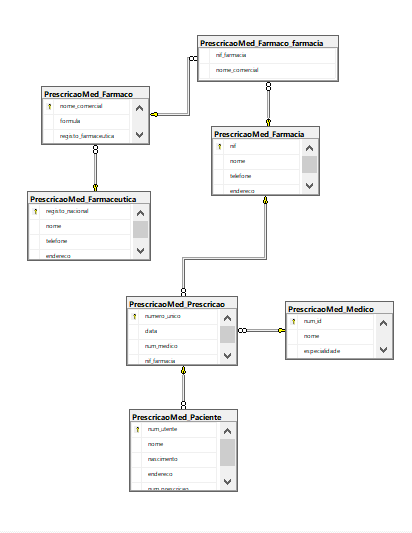 PrescricaoMed_Farmaco_farmacia
nif_farmacia
nome_comercial
PrescricaoMed_Farmaco
nome_comercial
formula
registo_farmaceutica
PrescricaoMed_Farmacia
nif
nome
telefone
endereco
PrescricaoMed_Farmaceutica
registo_nacional
nome
telefone
endereco
PrescricaoMed_Prescricao
numero_unico
data
num_medico
nif_farmacia
PrescricaoMed_Medico
num_id
nome
especialidade
PrescricaoMed_Paciente
num_utente
nome
nascimento
endereco
num_prescricao